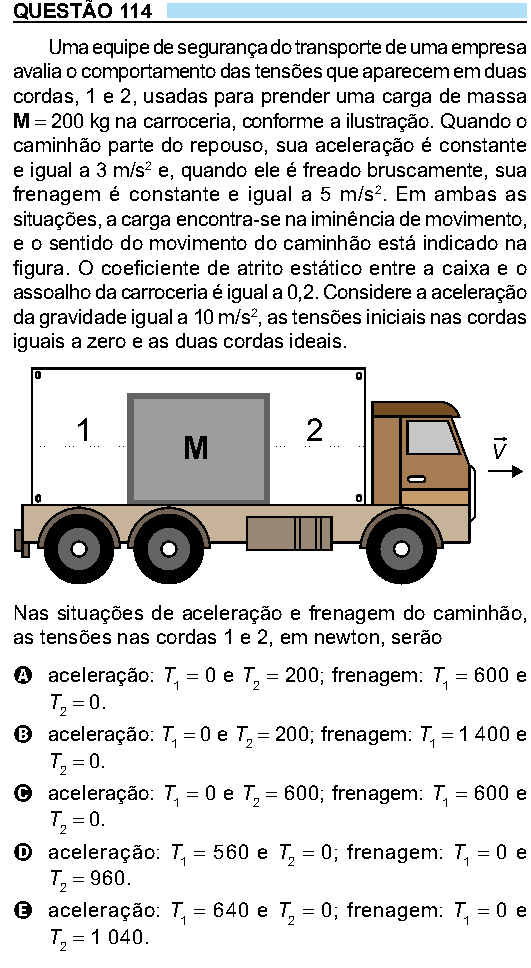 QUESTÃO 114
Uma equipe de segurança do transporte de uma empresa
avalia o comportamento das tensões que aparecem em duas
cordas, 1 e 2, usadas para prender uma carga de massa
M = 200 kg na carroceria, conforme a ilustração. Quando o
caminhão parte do repouso, sua aceleração é constante
e igual a 3 m/s² e, quando ele é freado bruscamente, sua
frenagem é constante e igual a 5 m/s². Em ambas as
situações, a carga encontra-se na iminência de movimento,
e o sentido do movimento do caminhão está indicado na
figura. O coeficiente de atrito estático entre a caixa e o
assoalho da carroceria é igual a 0,2. Considere a aceleração
da gravidade igual a 10 m/s², as tensões iniciais nas cordas
iguais a zero e as duas cordas ideais.
1 M 2 V⃗
Nas situações de aceleração e frenagem do caminhão,
as tensões nas cordas 1 e 2, em newton, serão
A aceleração: T₁ = 0 e T₂ = 200; frenagem: T₁ = 600 e
T₂ = 0.
B aceleração: T₁ = 0 e T₂ = 200; frenagem: T₁ = 1 400 e
T₂ = 0.
C aceleração: T₁ = 0 e T₂ = 600; frenagem: T₁ = 600 e
T₂ = 0.
D aceleração: T₁ = 560 e T₂ = 0; frenagem: T₁ = 0 e
T₂ = 960.
E aceleração: T₁ = 640 e T₂ = 0; frenagem: T₁ = 0 e
T₂ = 1 040.